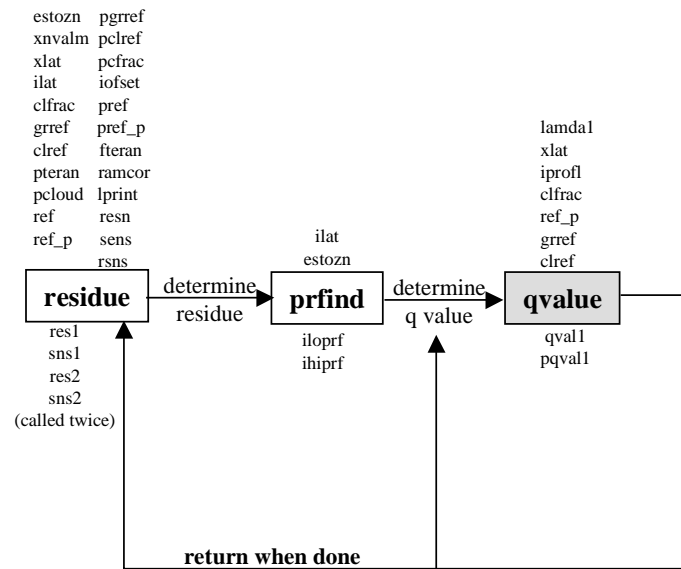 estozn pgrref
xnvalm pclref
xlat pcfrac
ilat iofset
clfrac pref
grref pref_p
clref fteran
pteran ramcor
pcloud lprint
ref resn
ref_p sens
rsns
residue
res1
sns1
res2
sns2
(called twice)
determine
residue
ilat
estozn
prfind
iloprf
ihiprf
determine
q value
lamda1
xlat
iprofl
clfrac
ref_p
grref
clref
qvalue
qval1
pqval1
return when done